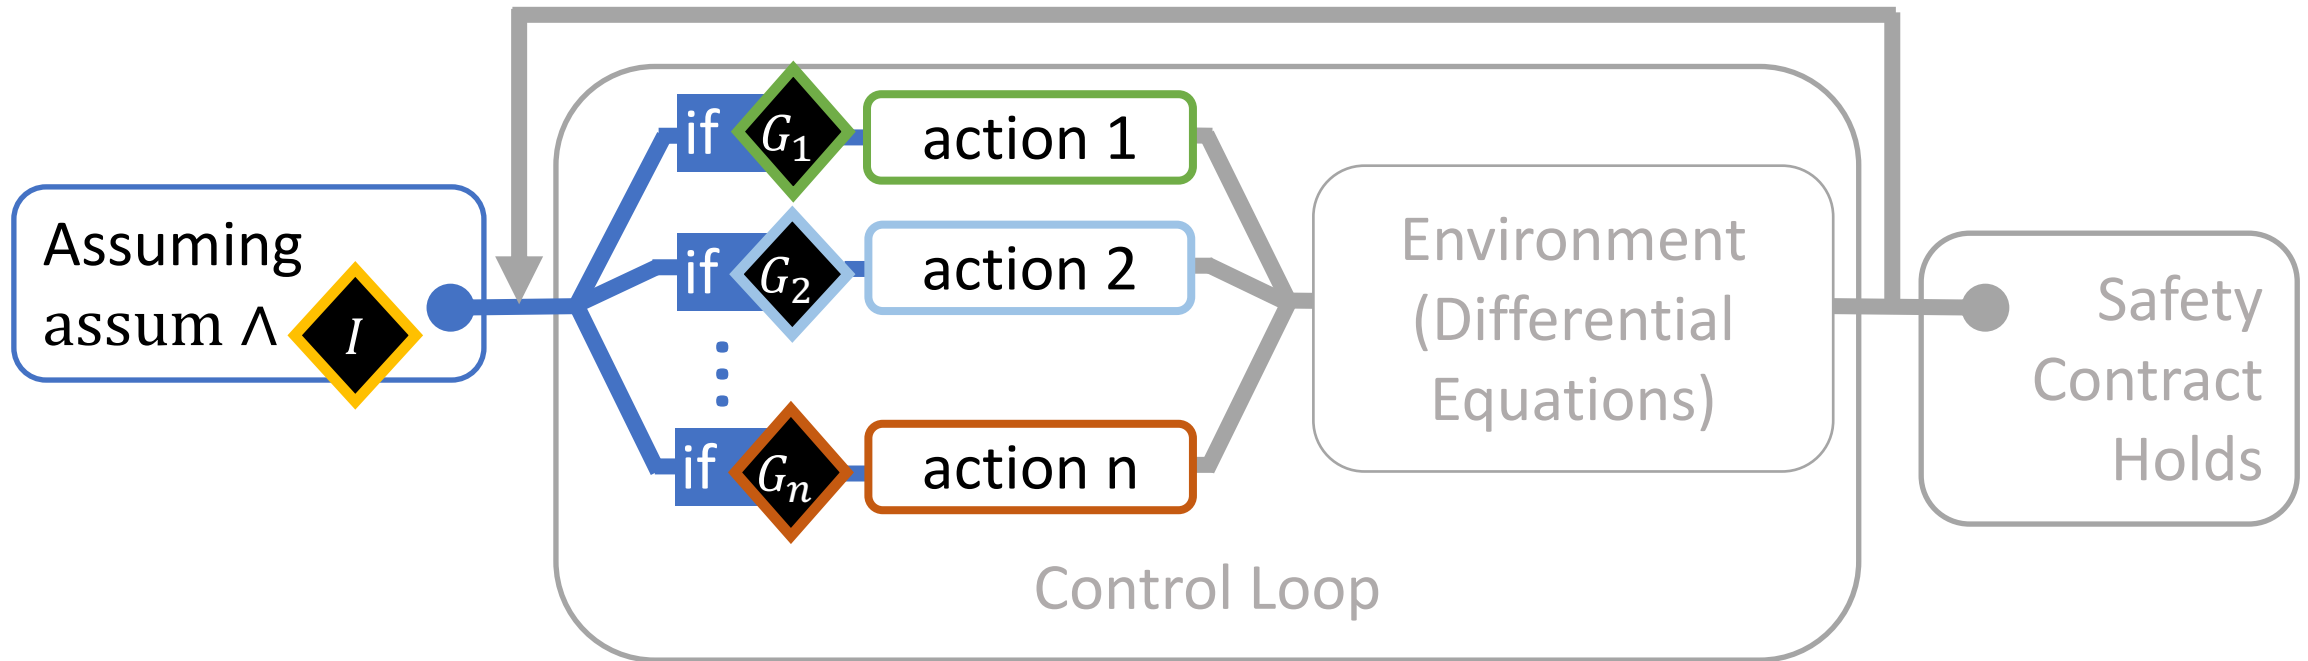 Assuming
assum ∧ I
if G₁ action 1
if G₂ action 2
if Gₙ action n
Environment
(Differential
Equations)
Control Loop
Safety
Contract
Holds